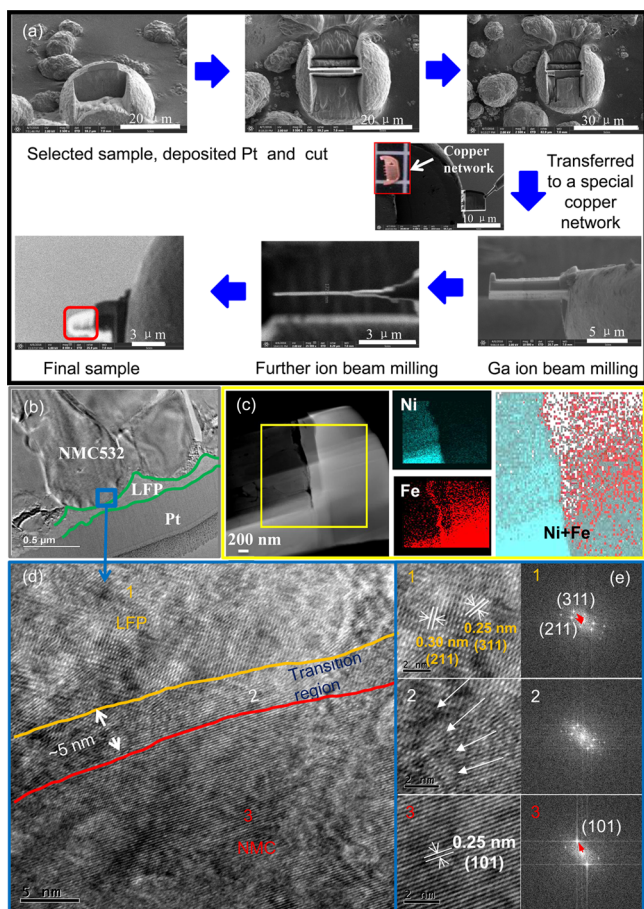 (a)
20 μm
20 μm
30 μm
Selected sample, deposited Pt and cut
Copper
network
10 μm
Transferred
to a special
copper
network
3 μm
3 μm
5 μm
Final sample
Further ion beam milling
Ga ion beam milling
(b)
NMC532
LFP
Pt
0.5 μm
(c)
200 nm
Ni
Fe
Ni+Fe
(d)
1
LFP
Transition
region
2
~5 nm
3
NMC
5 nm
1
0.25 nm
(311)
0.30 nm
(211)
2 nm
1
(e)
(311)
(211)
2
2 nm
2
3
0.25 nm
(101)
2 nm
3
(101)